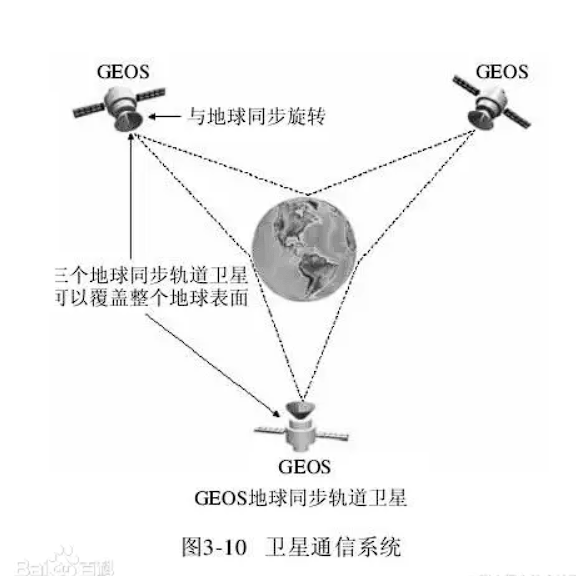 GEOS
GEOS
与地球同步旋转
三个地球同步轨道卫星
可以覆盖整个地球表面
GEOS
GEOS地球同步轨道卫星
图3-10 卫星通信系统
Bai百科